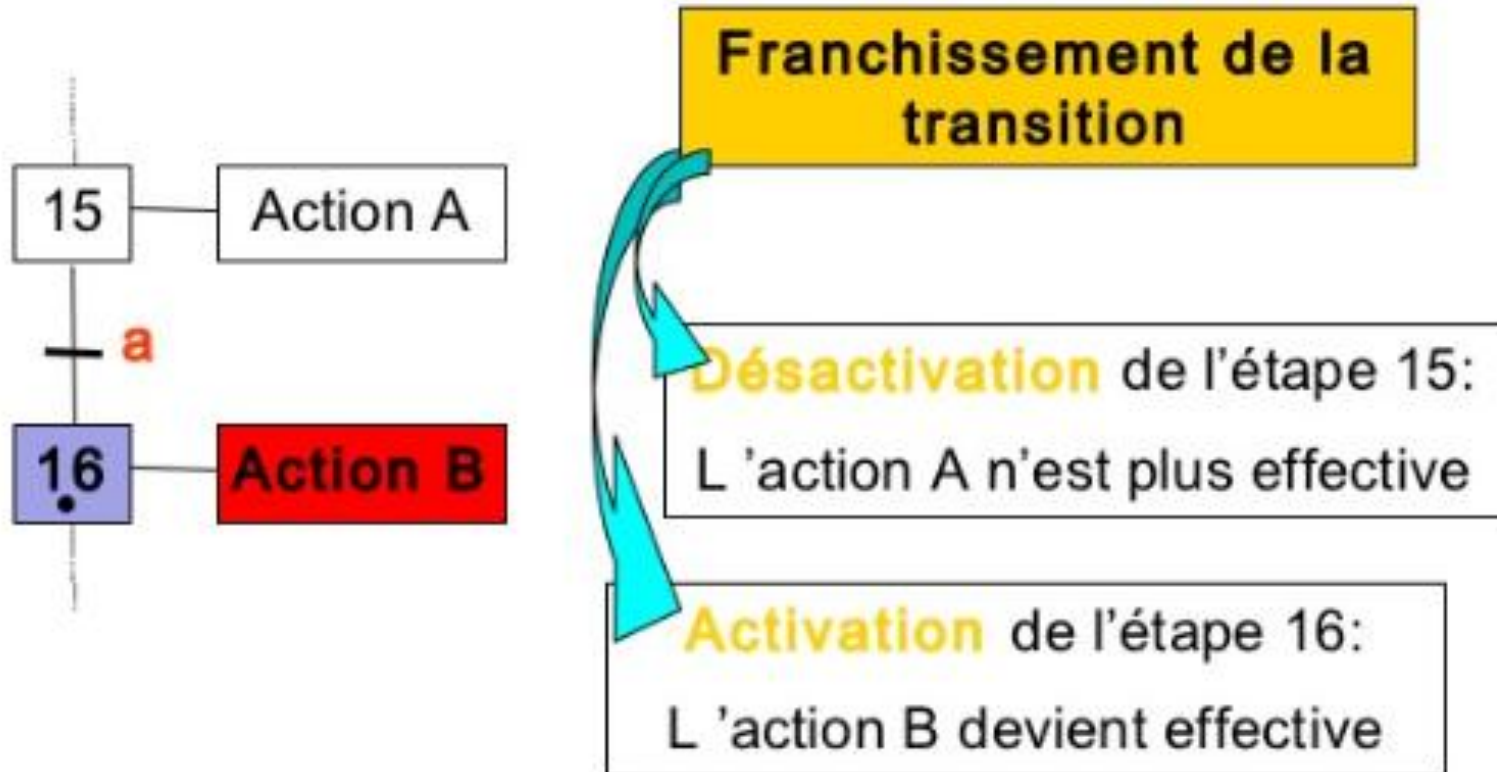 Franchissement de la
transition
15 Action A
a
16 Action B
Désactivation de l’étape 15:
L ’action A n’est plus effective
Activation de l’étape 16:
L ’action B devient effective